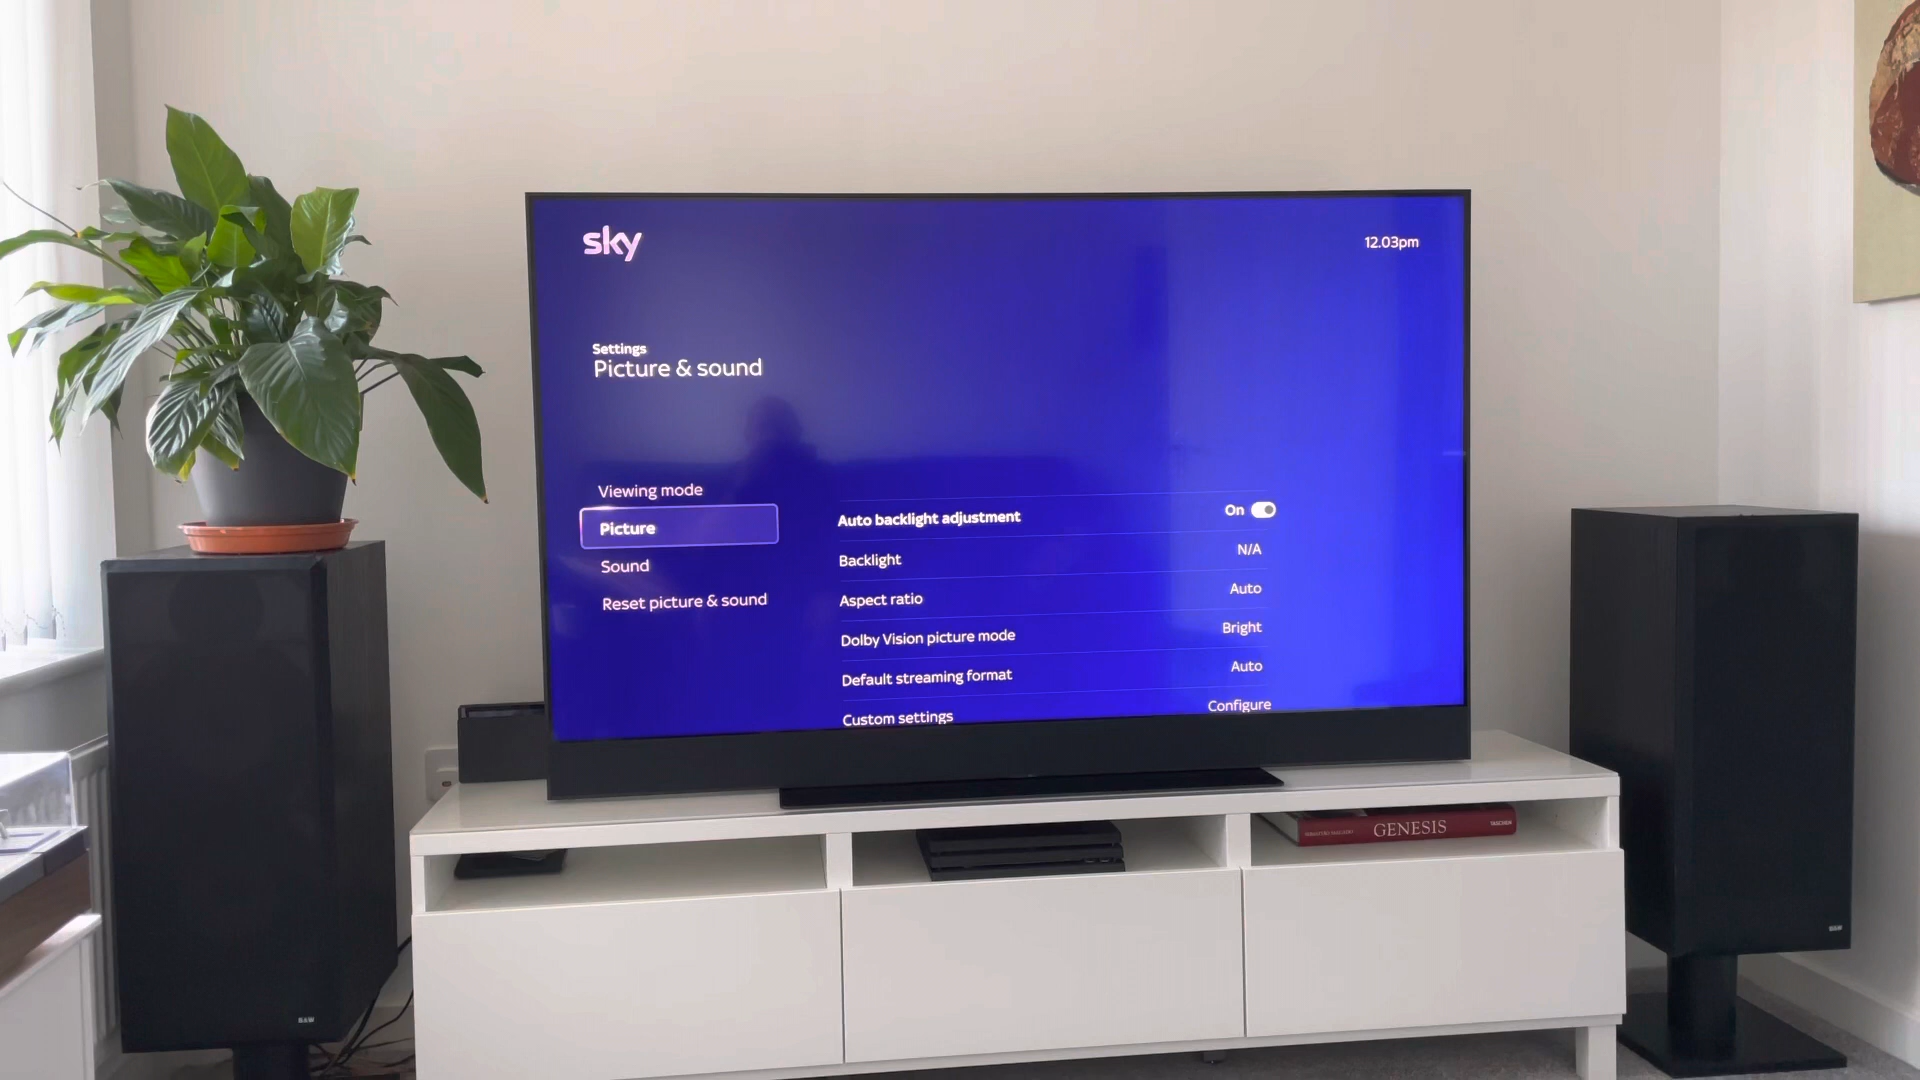 sky
12.03pm
Settings
Picture & sound
Viewing mode
Picture
Sound
Reset picture & sound
Auto backlight adjustment On
Backlight N/A
Aspect ratio Auto
Dolby Vision picture mode Bright
Default streaming format Auto
Custom settings Configure
GENESIS
TASCHEN
B&W
B&W